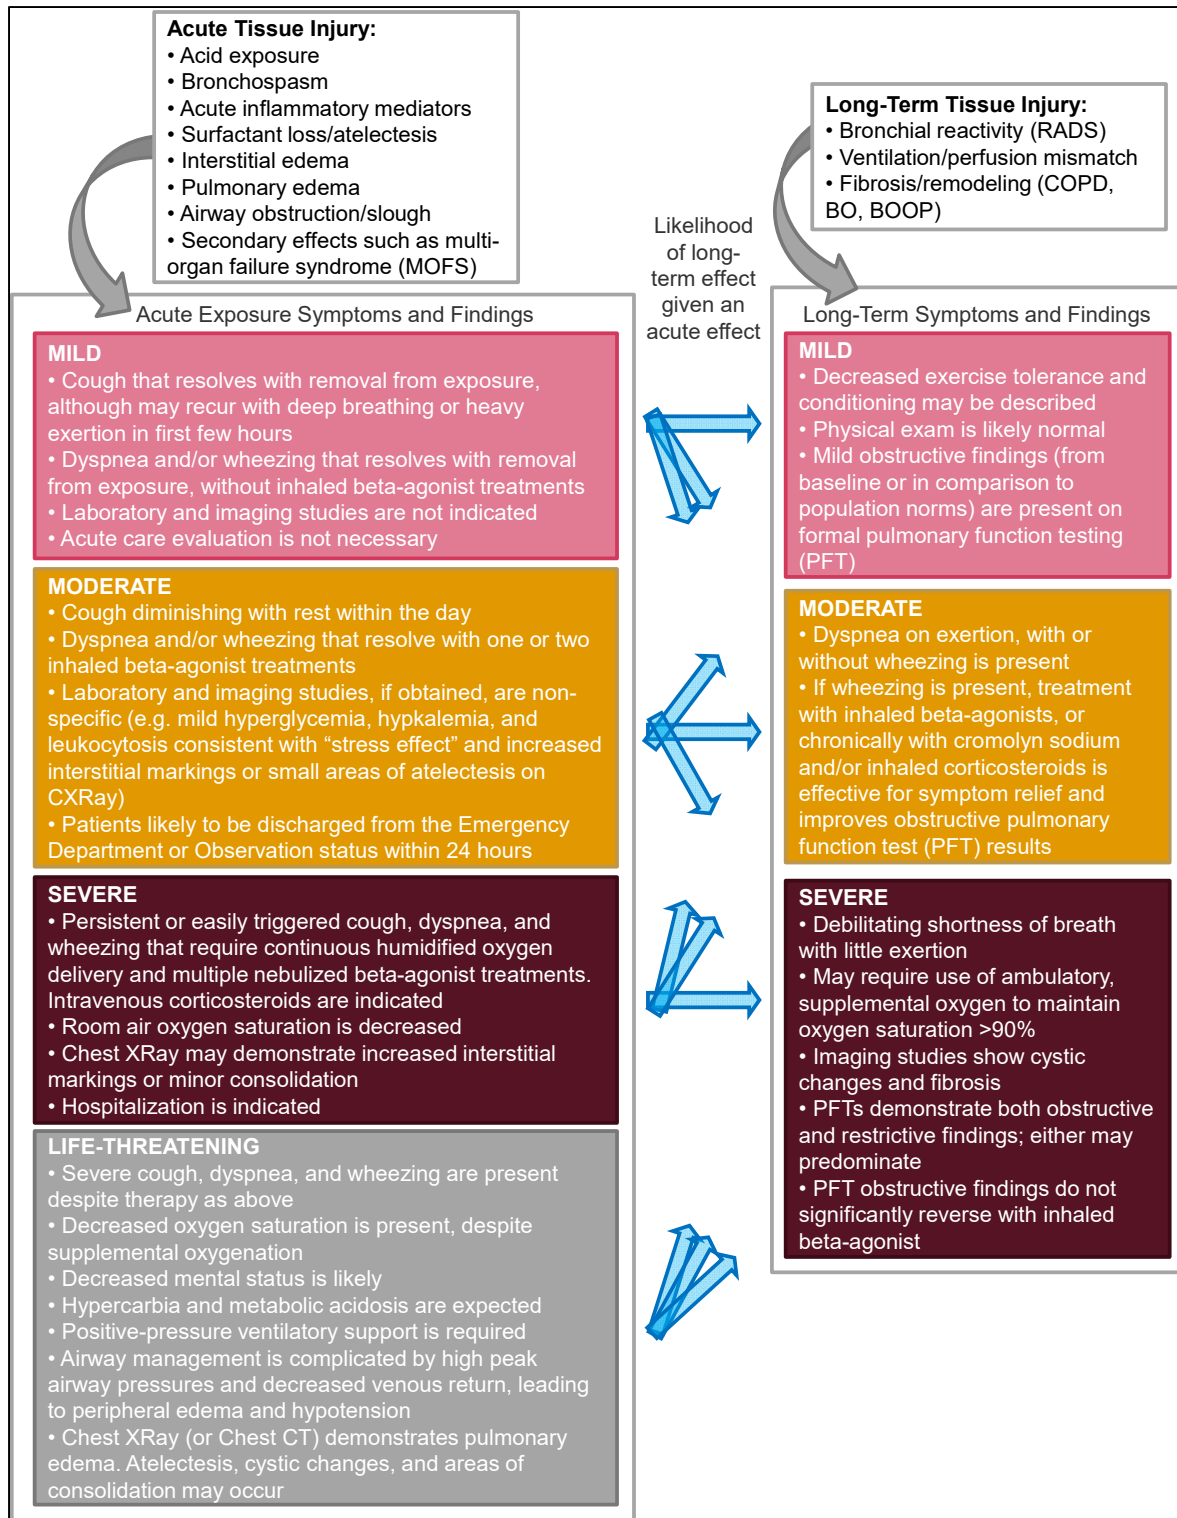 Acute Tissue Injury:
• Acid exposure
• Bronchospasm
• Acute inflammatory mediators
• Surfactant loss/atelectesis
• Interstitial edema
• Pulmonary edema
• Airway obstruction/slough
• Secondary effects such as multi-
organ failure syndrome (MOFS)
Long-Term Tissue Injury:
• Bronchial reactivity (RADS)
• Ventilation/perfusion mismatch
• Fibrosis/remodeling (COPD,
BO, BOOP)
Likelihood
of long-
term effect
given an
acute effect
Acute Exposure Symptoms and Findings
MILD
• Cough that resolves with removal from exposure,
although may recur with deep breathing or heavy
exertion in first few hours
• Dyspnea and/or wheezing that resolves with removal
from exposure, without inhaled beta-agonist treatments
• Laboratory and imaging studies are not indicated
• Acute care evaluation is not necessary
MODERATE
• Cough diminishing with rest within the day
• Dyspnea and/or wheezing that resolve with one or two
inhaled beta-agonist treatments
• Laboratory and imaging studies, if obtained, are non-
specific (e.g. mild hyperglycemia, hypkalemia, and
leukocytosis consistent with “stress effect” and increased
interstitial markings or small areas of atelectesis on
CXRay)
• Patients likely to be discharged from the Emergency
Department or Observation status within 24 hours
SEVERE
• Persistent or easily triggered cough, dyspnea, and
wheezing that require continuous humidified oxygen
delivery and multiple nebulized beta-agonist treatments.
Intravenous corticosteroids are indicated
• Room air oxygen saturation is decreased
• Chest XRay may demonstrate increased interstitial
markings or minor consolidation
• Hospitalization is indicated
LIFE-THREATENING
• Severe cough, dyspnea, and wheezing are present
despite therapy as above
• Decreased oxygen saturation is present, despite
supplemental oxygenation
• Decreased mental status is likely
• Hypercarbia and metabolic acidosis are expected
• Positive-pressure ventilatory support is required
• Airway management is complicated by high peak
airway pressures and decreased venous return, leading
to peripheral edema and hypotension
• Chest XRay (or Chest CT) demonstrates pulmonary
edema. Atelectesis, cystic changes, and areas of
consolidation may occur
Long-Term Symptoms and Findings
MILD
• Decreased exercise tolerance and
conditioning may be described
• Physical exam is likely normal
• Mild obstructive findings (from
baseline or in comparison to
population norms) are present on
formal pulmonary function testing
(PFT)
MODERATE
• Dyspnea on exertion, with or
without wheezing is present
• If wheezing is present, treatment
with inhaled beta-agonists, or
chronically with cromolyn sodium
and/or inhaled corticosteroids is
effective for symptom relief and
improves obstructive pulmonary
function test (PFT) results
SEVERE
• Debilitating shortness of breath
with little exertion
• May require use of ambulatory,
supplemental oxygen to maintain
oxygen saturation >90%
• Imaging studies show cystic
changes and fibrosis
• PFTs demonstrate both obstructive
and restrictive findings; either may
predominate
• PFT obstructive findings do not
significantly reverse with inhaled
beta-agonist